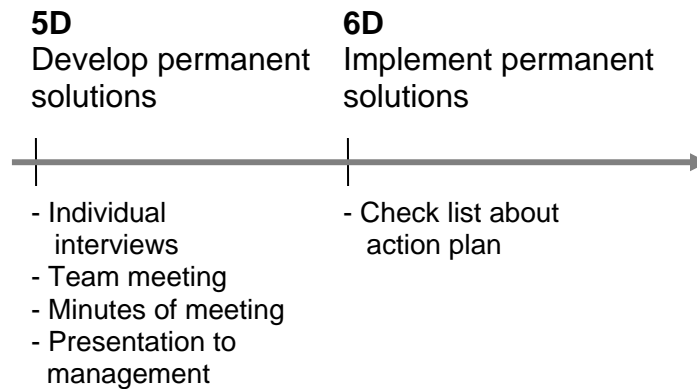 5D
Develop permanent
solutions
6D
Implement permanent
solutions
- Individual
interviews
- Team meeting
- Minutes of meeting
- Presentation to
management
- Check list about
action plan